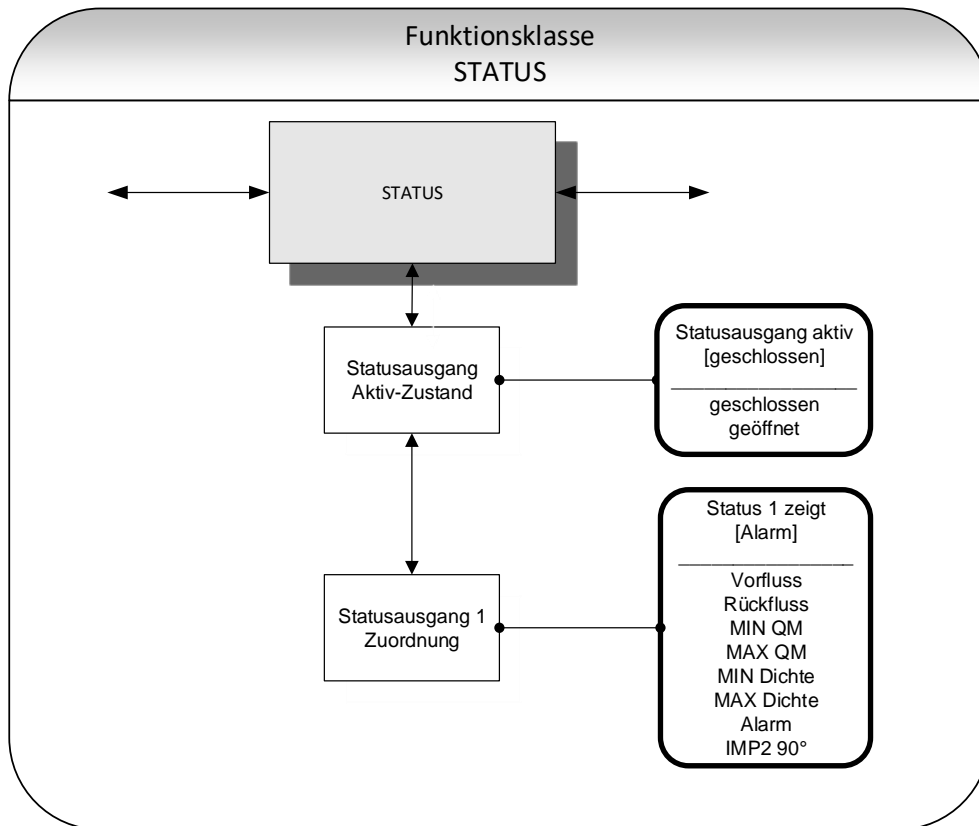 Funktionsklasse
STATUS
STATUS
Statusausgang
Aktiv-Zustand
Statusausgang aktiv
[geschlossen]
geschlossen
geöffnet
Statusausgang 1
Zuordnung
Status 1 zeigt
[Alarm]
Vorfluss
Rückfluss
MIN QM
MAX QM
MIN Dichte
MAX Dichte
Alarm
IMP2 90°